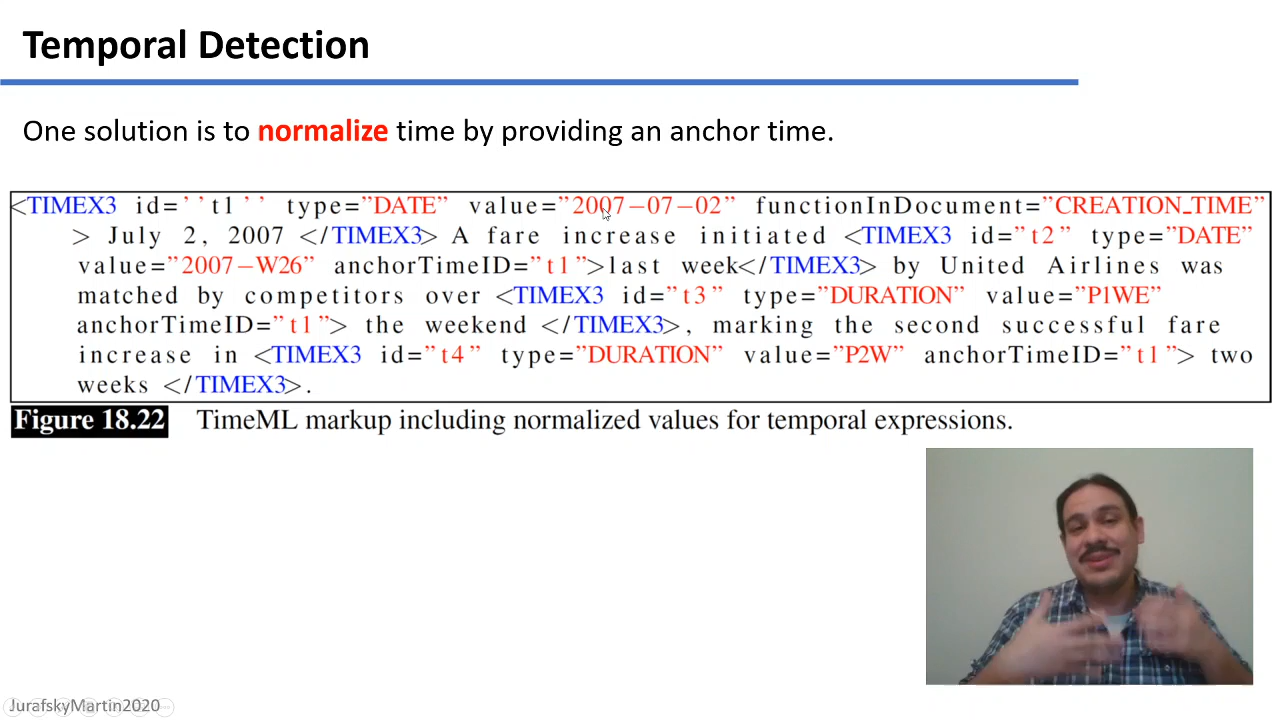 Temporal Detection
One solution is to normalize time by providing an anchor time.
<TIMEX3 id=''t1'' type="DATE" value="2007-07-02" functionInDocument="CREATION_TIME"
> July 2, 2007 </TIMEX3> A fare increase initiated <TIMEX3 id="t2" type="DATE"
value="2007-W26" anchorTimeID="t1">last week</TIMEX3> by United Airlines was
matched by competitors over <TIMEX3 id="t3" type="DURATION" value="P1WE"
anchorTimeID="t1"> the weekend </TIMEX3>, marking the second successful fare
increase in <TIMEX3 id="t4" type="DURATION" value="P2W" anchorTimeID="t1"> two
weeks </TIMEX3>.
Figure 18.22 TimeML markup including normalized values for temporal expressions.
JurafskyMartin2020